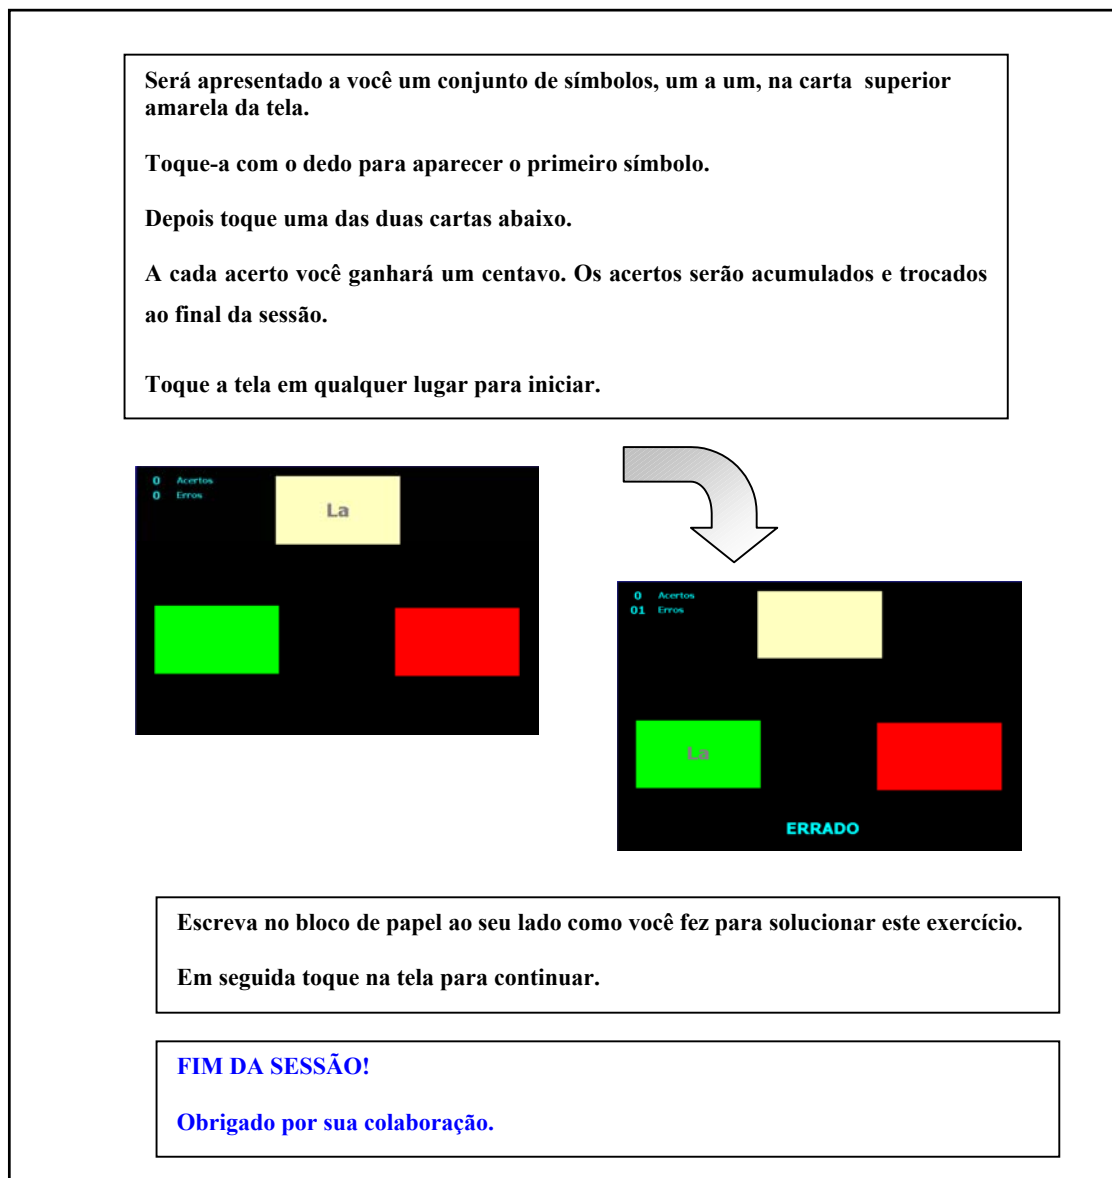 Será apresentado a você um conjunto de símbolos, um a um, na carta superior
amarela da tela.
Toque-a com o dedo para aparecer o primeiro símbolo.
Depois toque uma das duas cartas abaixo.
A cada acerto você ganhará um centavo. Os acertos serão acumulados e trocados
ao final da sessão.
Toque a tela em qualquer lugar para iniciar.
0 Acertos
0 Erros
La
0 Acertos
01 Erros
La
ERRADO
Escreva no bloco de papel ao seu lado como você fez para solucionar este exercício.
Em seguida toque na tela para continuar.
FIM DA SESSÃO!
Obrigado por sua colaboração.